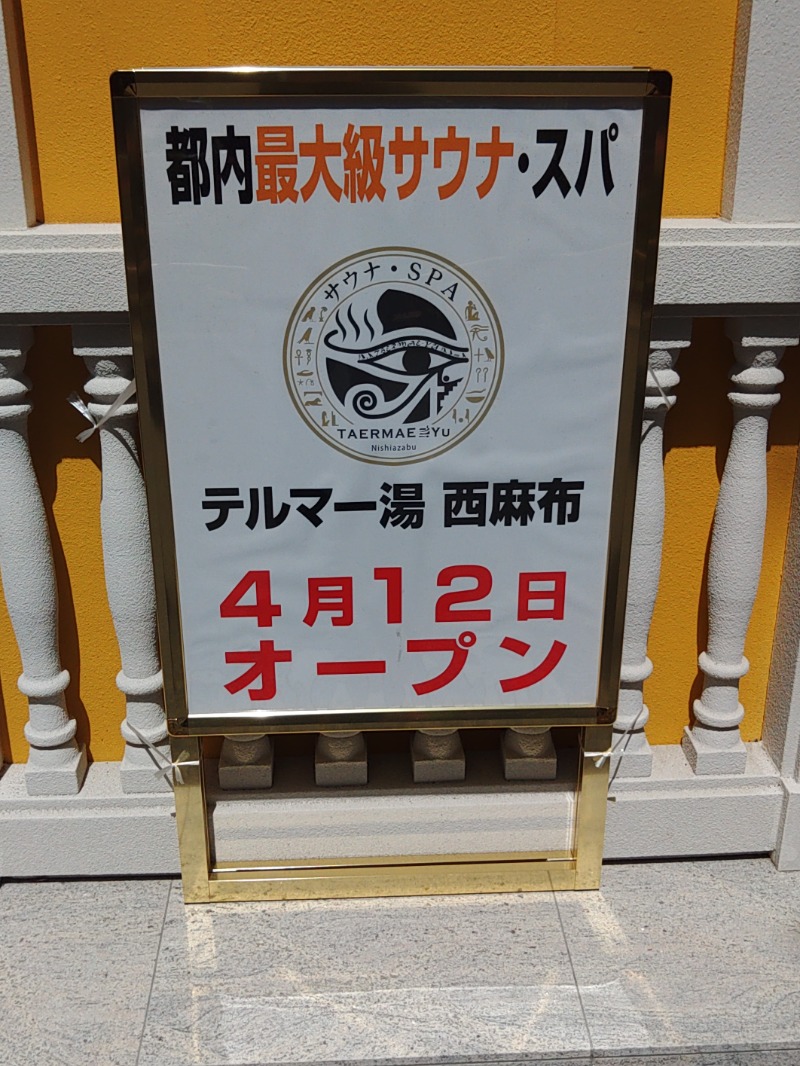 都内最大級サウナ・スパ
サウナ・SPA
TAERMAE YU
Nishiazabu
テルマー湯 西麻布
4月12日
オープン